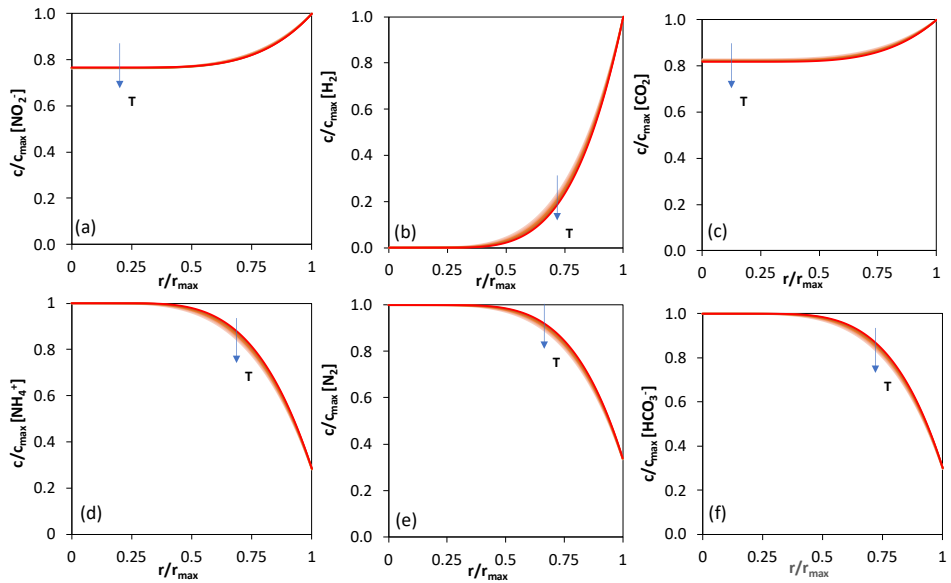 1.0
0.8
0.6
0.4
0.2
0.0
c/cmax [NO2-]
T
(a)
0 0.25 0.5 0.75 1
r/rmax
1.0
0.8
0.6
0.4
0.2
0.0
c/cmax [H2]
T
(b)
0 0.25 0.5 0.75 1
r/rmax
1.0
0.8
0.6
0.4
0.2
0.0
c/cmax [CO2]
T
(c)
0 0.25 0.5 0.75 1
r/rmax
1
0.8
0.6
0.4
0.2
0
c/cmax [NH4+]
T
(d)
0 0.25 0.5 0.75 1
r/rmax
1.0
0.8
0.6
0.4
0.2
0.0
c/cmax [N2]
T
(e)
0 0.25 0.5 0.75 1
r/rmax
1.0
0.8
0.6
0.4
0.2
0.0
c/cmax [HCO3-]
T
(f)
0 0.25 0.5 0.75 1
r/rmax